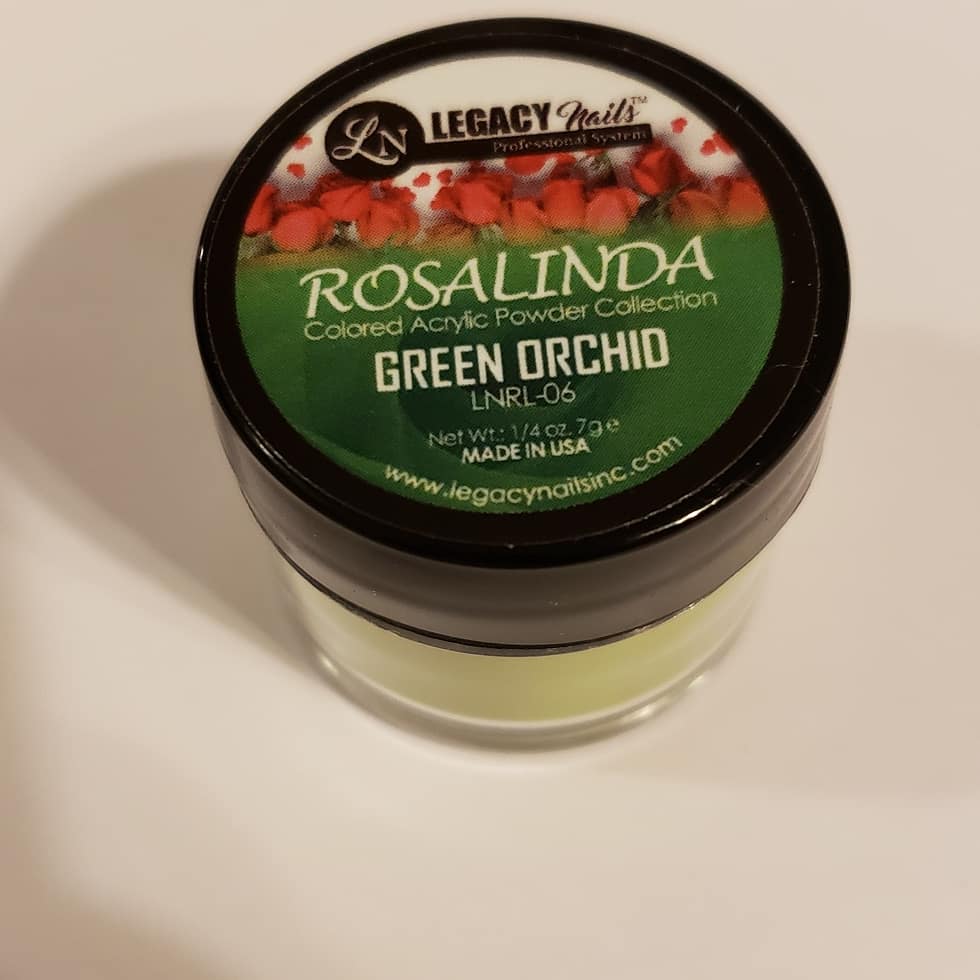 LN LEGACY Nails™
Professional System
ROSALINDA
Colored Acrylic Powder Collection
GREEN ORCHID
LNRL-06
Net Wt.: 1/4 oz. 7g e
MADE IN USA
www.legacynailsinc.com